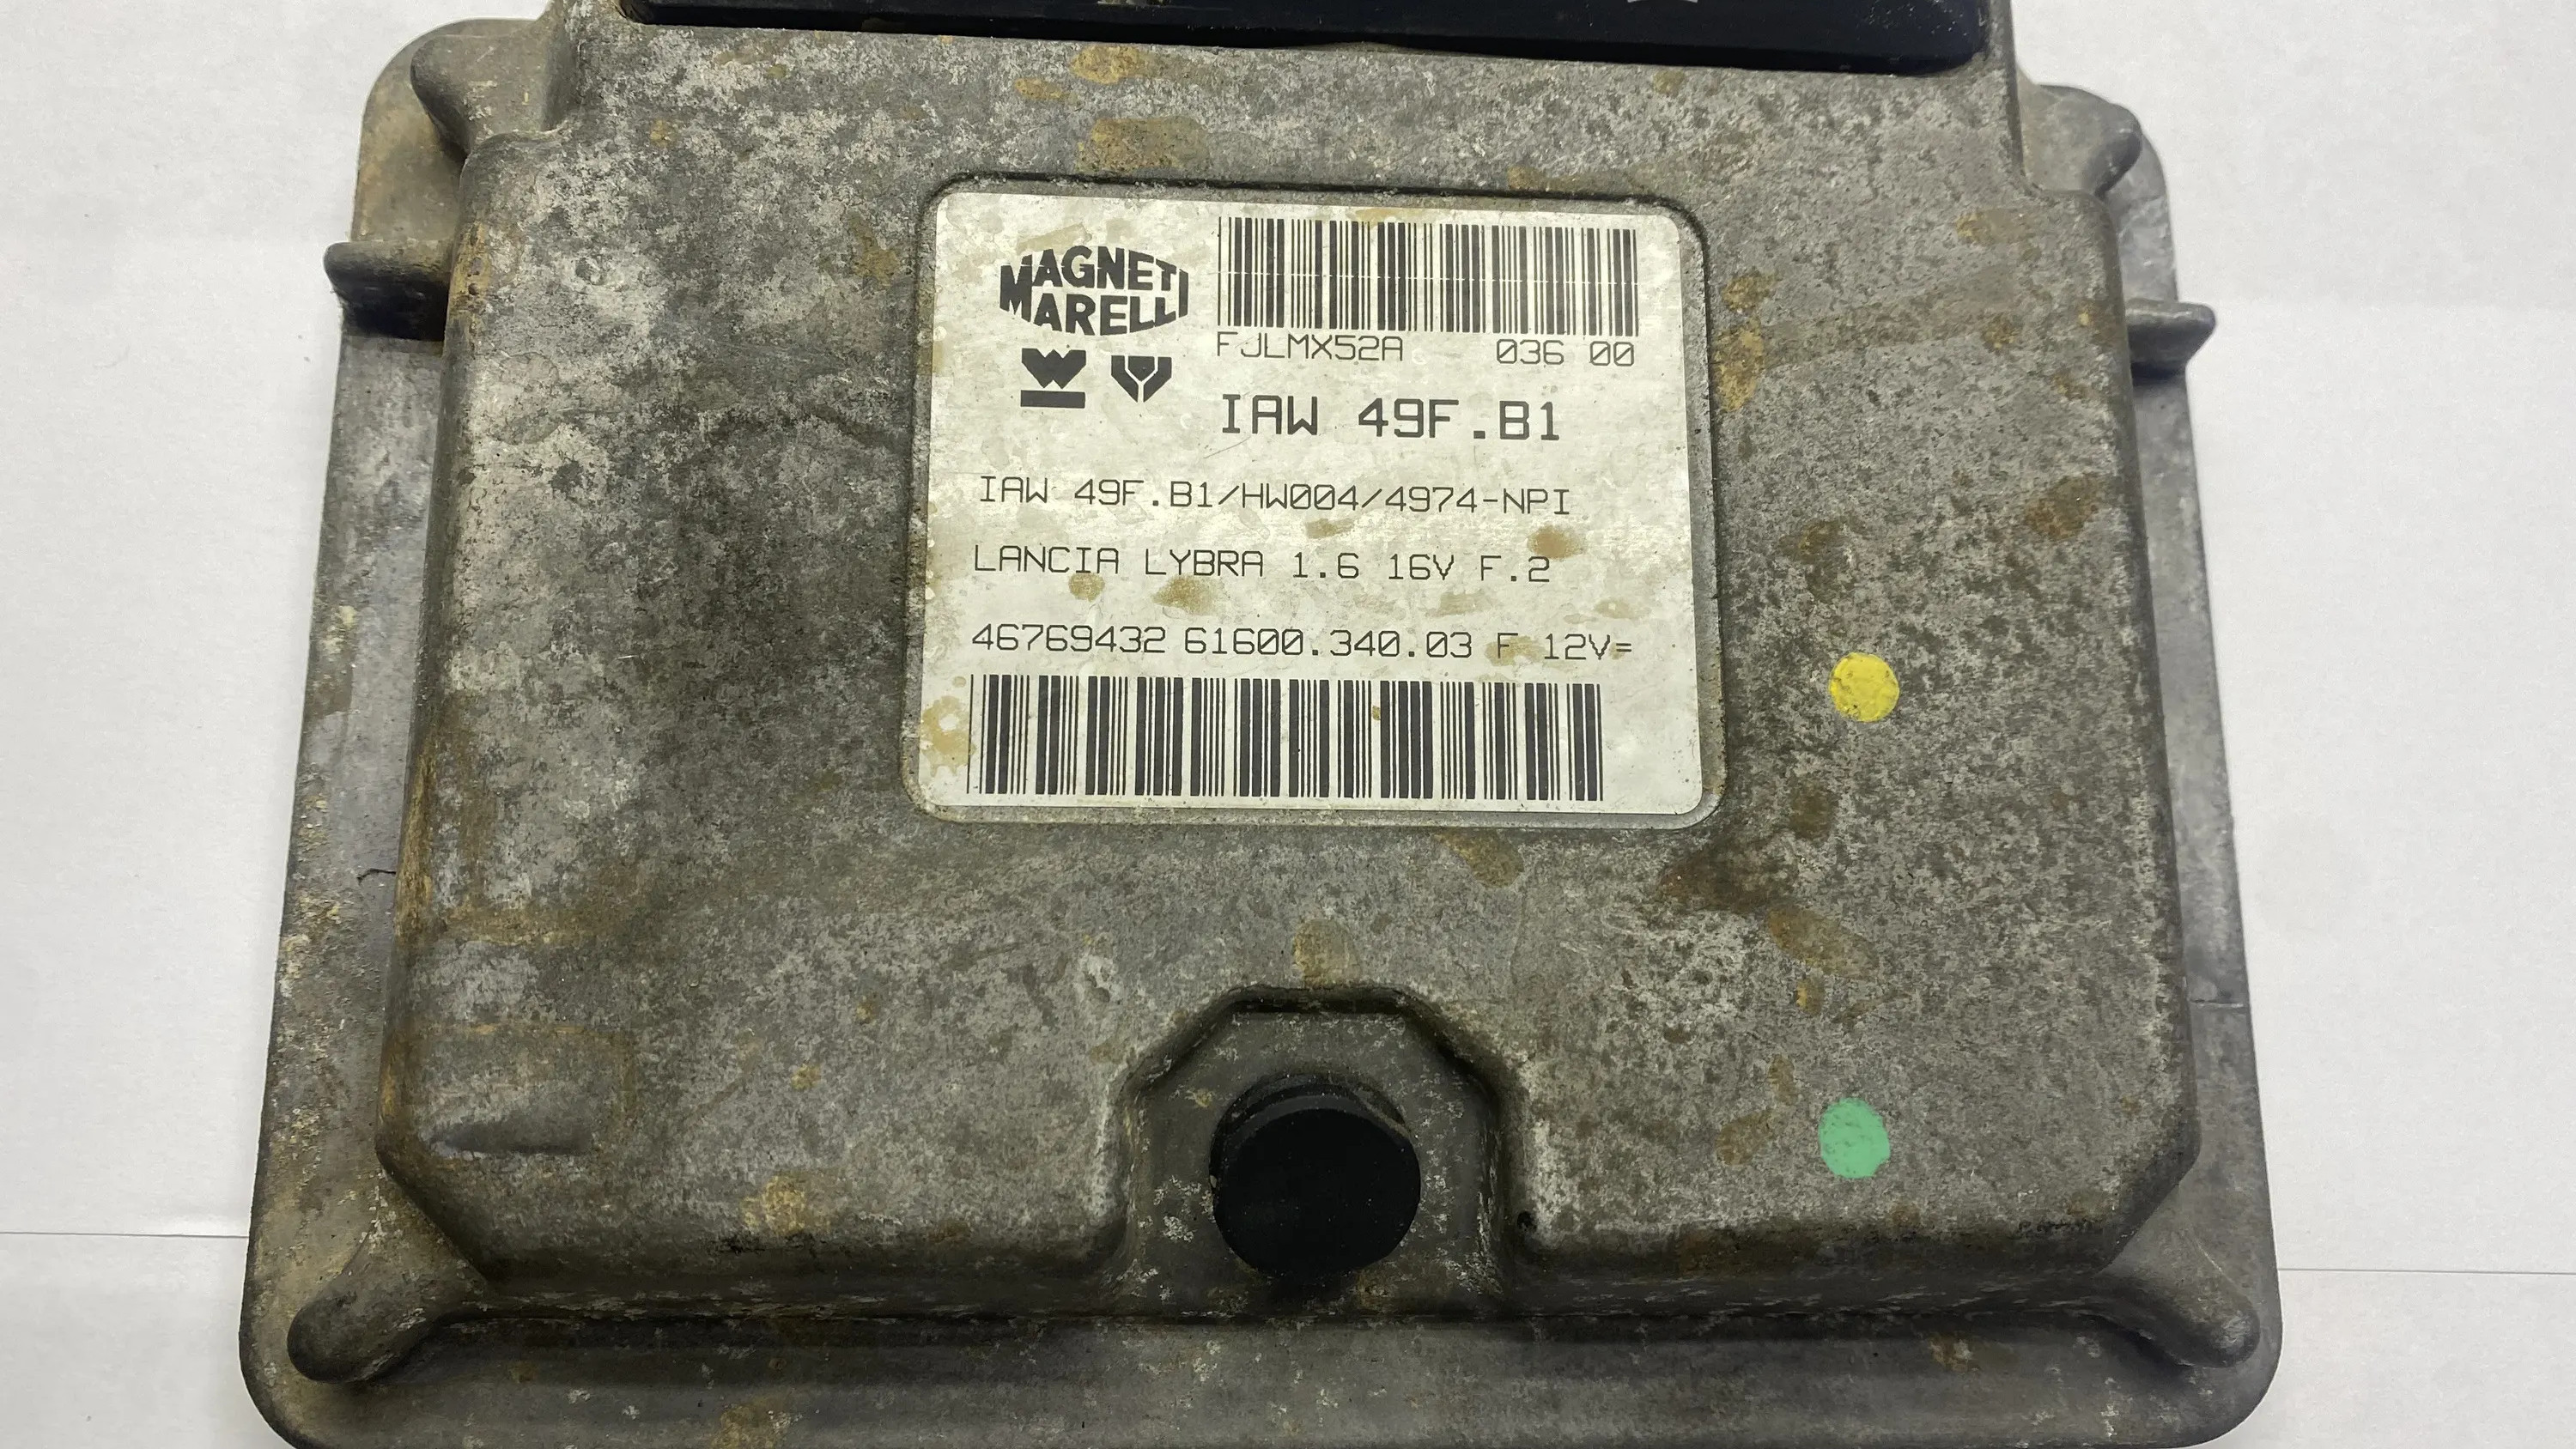 MAGNETI
MARELLI
FJLMX52A 036 00
IAW 49F.B1
IAW 49F.B1/HW004/4974-NPI
LANCIA LYBRA 1.6 16V F.2
46769432 61600.340.03 F 12V=